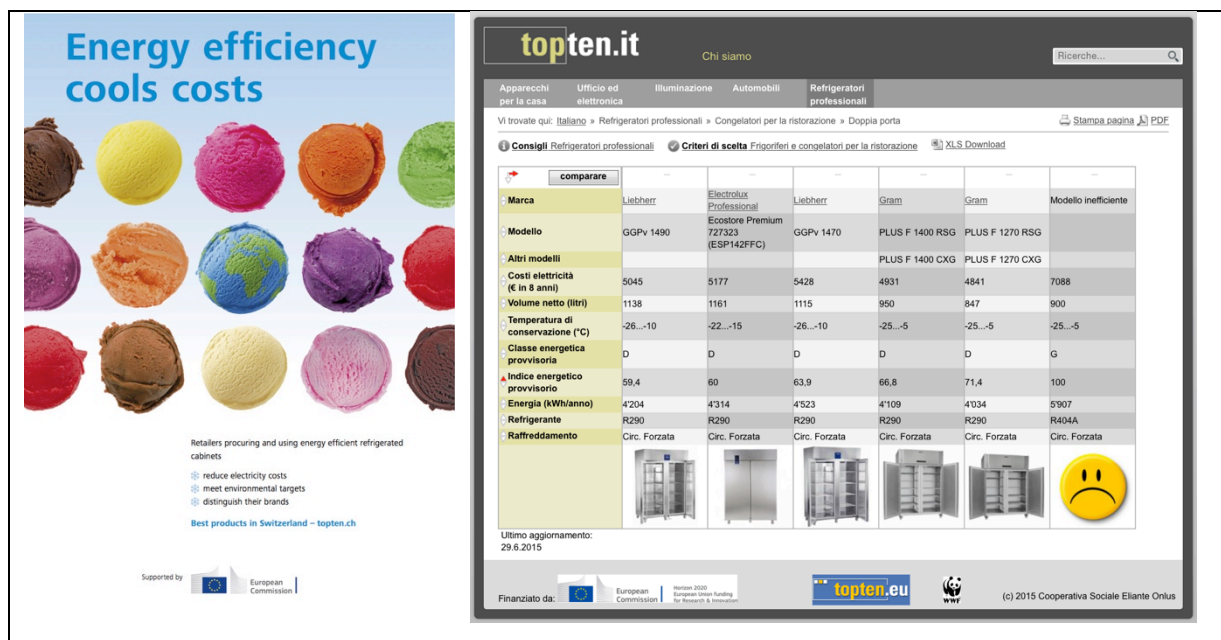 Energy efficiency
cools costs
Retailers procuring and using energy efficient refrigerated
cabinets
reduce electricity costs
meet environmental targets
distinguish their brands
Best products in Switzerland – topten.ch
Supported by
European
Commission
topten.it
Chi siamo
Ricerche...
Apparecchi per la casa
Ufficio ed elettronica
Illuminazione
Automobili
Refrigeratori professionali
Vi trovate qui: Italiano » Refrigeratori professionali » Congelatori per la ristorazione » Doppia porta
Stampa pagina PDF
Consigli Refrigeratori professionali Criteri di scelta Frigoriferi e congelatori per la ristorazione XLS Download
comparare ... ... ... ... ... ...
Marca Liebherr Electrolux Professional Liebherr Gram Gram Modello inefficiente
Modello GGPv 1490 Ecostore Premium 727323 (ESP142FFC) GGPv 1470 PLUS F 1400 RSG PLUS F 1270 RSG
Altri modelli PLUS F 1400 CXG PLUS F 1270 CXG
Costi elettricità (€ in 8 anni) 5045 5177 5428 4931 4841 7088
Volume netto (litri) 1138 1161 1115 950 847 900
Temperatura di conservazione (°C) -26...-10 -22...-15 -26...-10 -25...-5 -25...-5 -25...-5
Classe energetica provvisoria D D D D D G
Indice energetico provvisorio 59,4 60 63,9 66,8 71,4 100
Energia (kWh/anno) 4'204 4'314 4'523 4'109 4'034 5'907
Refrigerante R290 R290 R290 R290 R290 R404A
Raffreddamento Circ. Forzata Circ. Forzata Circ. Forzata Circ. Forzata Circ. Forzata Circ. Forzata
Ultimo aggiornamento:
29.6.2015
Finanziato da:
European
Commission
Horizon 2020
European Union funding
for Research & Innovation
topten.eu
WWF
(c) 2015 Cooperativa Sociale Eliante Onlus